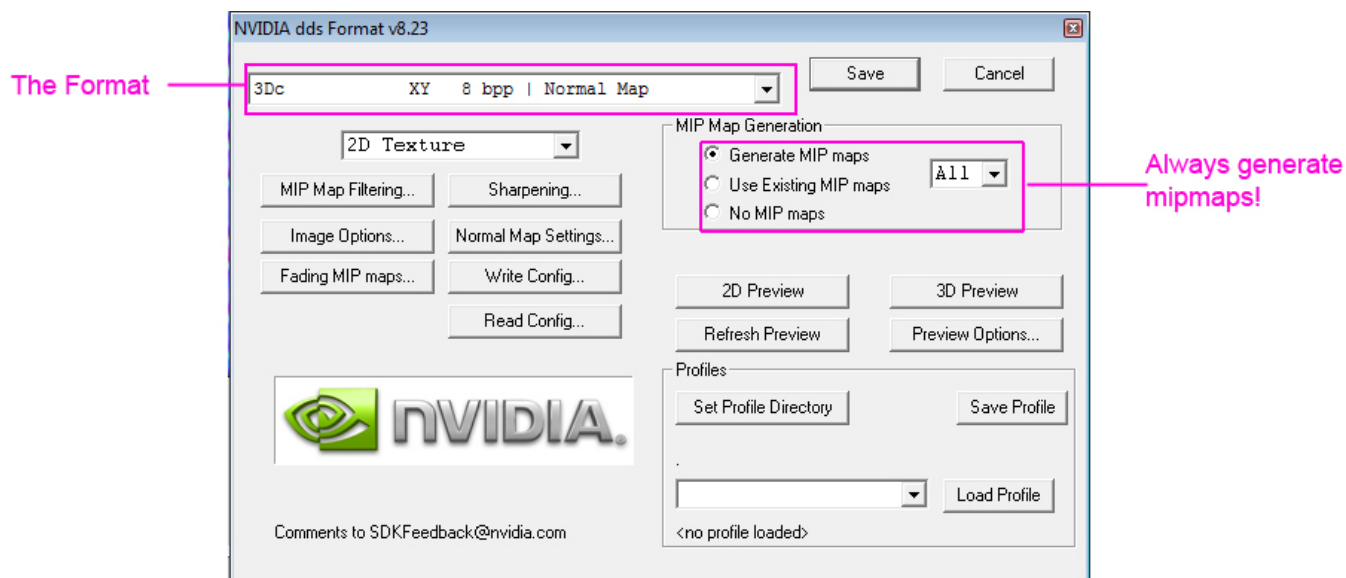 NVIDIA dds Format v8.23
The Format
3Dc XY 8 bpp | Normal Map
Save
Cancel
2D Texture
MIP Map Generation
Generate MIP maps
Use Existing MIP maps
No MIP maps
All
Always generate
mipmaps!
MIP Map Filtering...
Sharpening...
Image Options...
Normal Map Settings...
Fading MIP maps...
Write Config...
Read Config...
2D Preview
3D Preview
Refresh Preview
Preview Options...
Profiles
Set Profile Directory
Save Profile
.
Load Profile
<no profile loaded>
nVIDIA.
Comments to SDKFeedback@nvidia.com